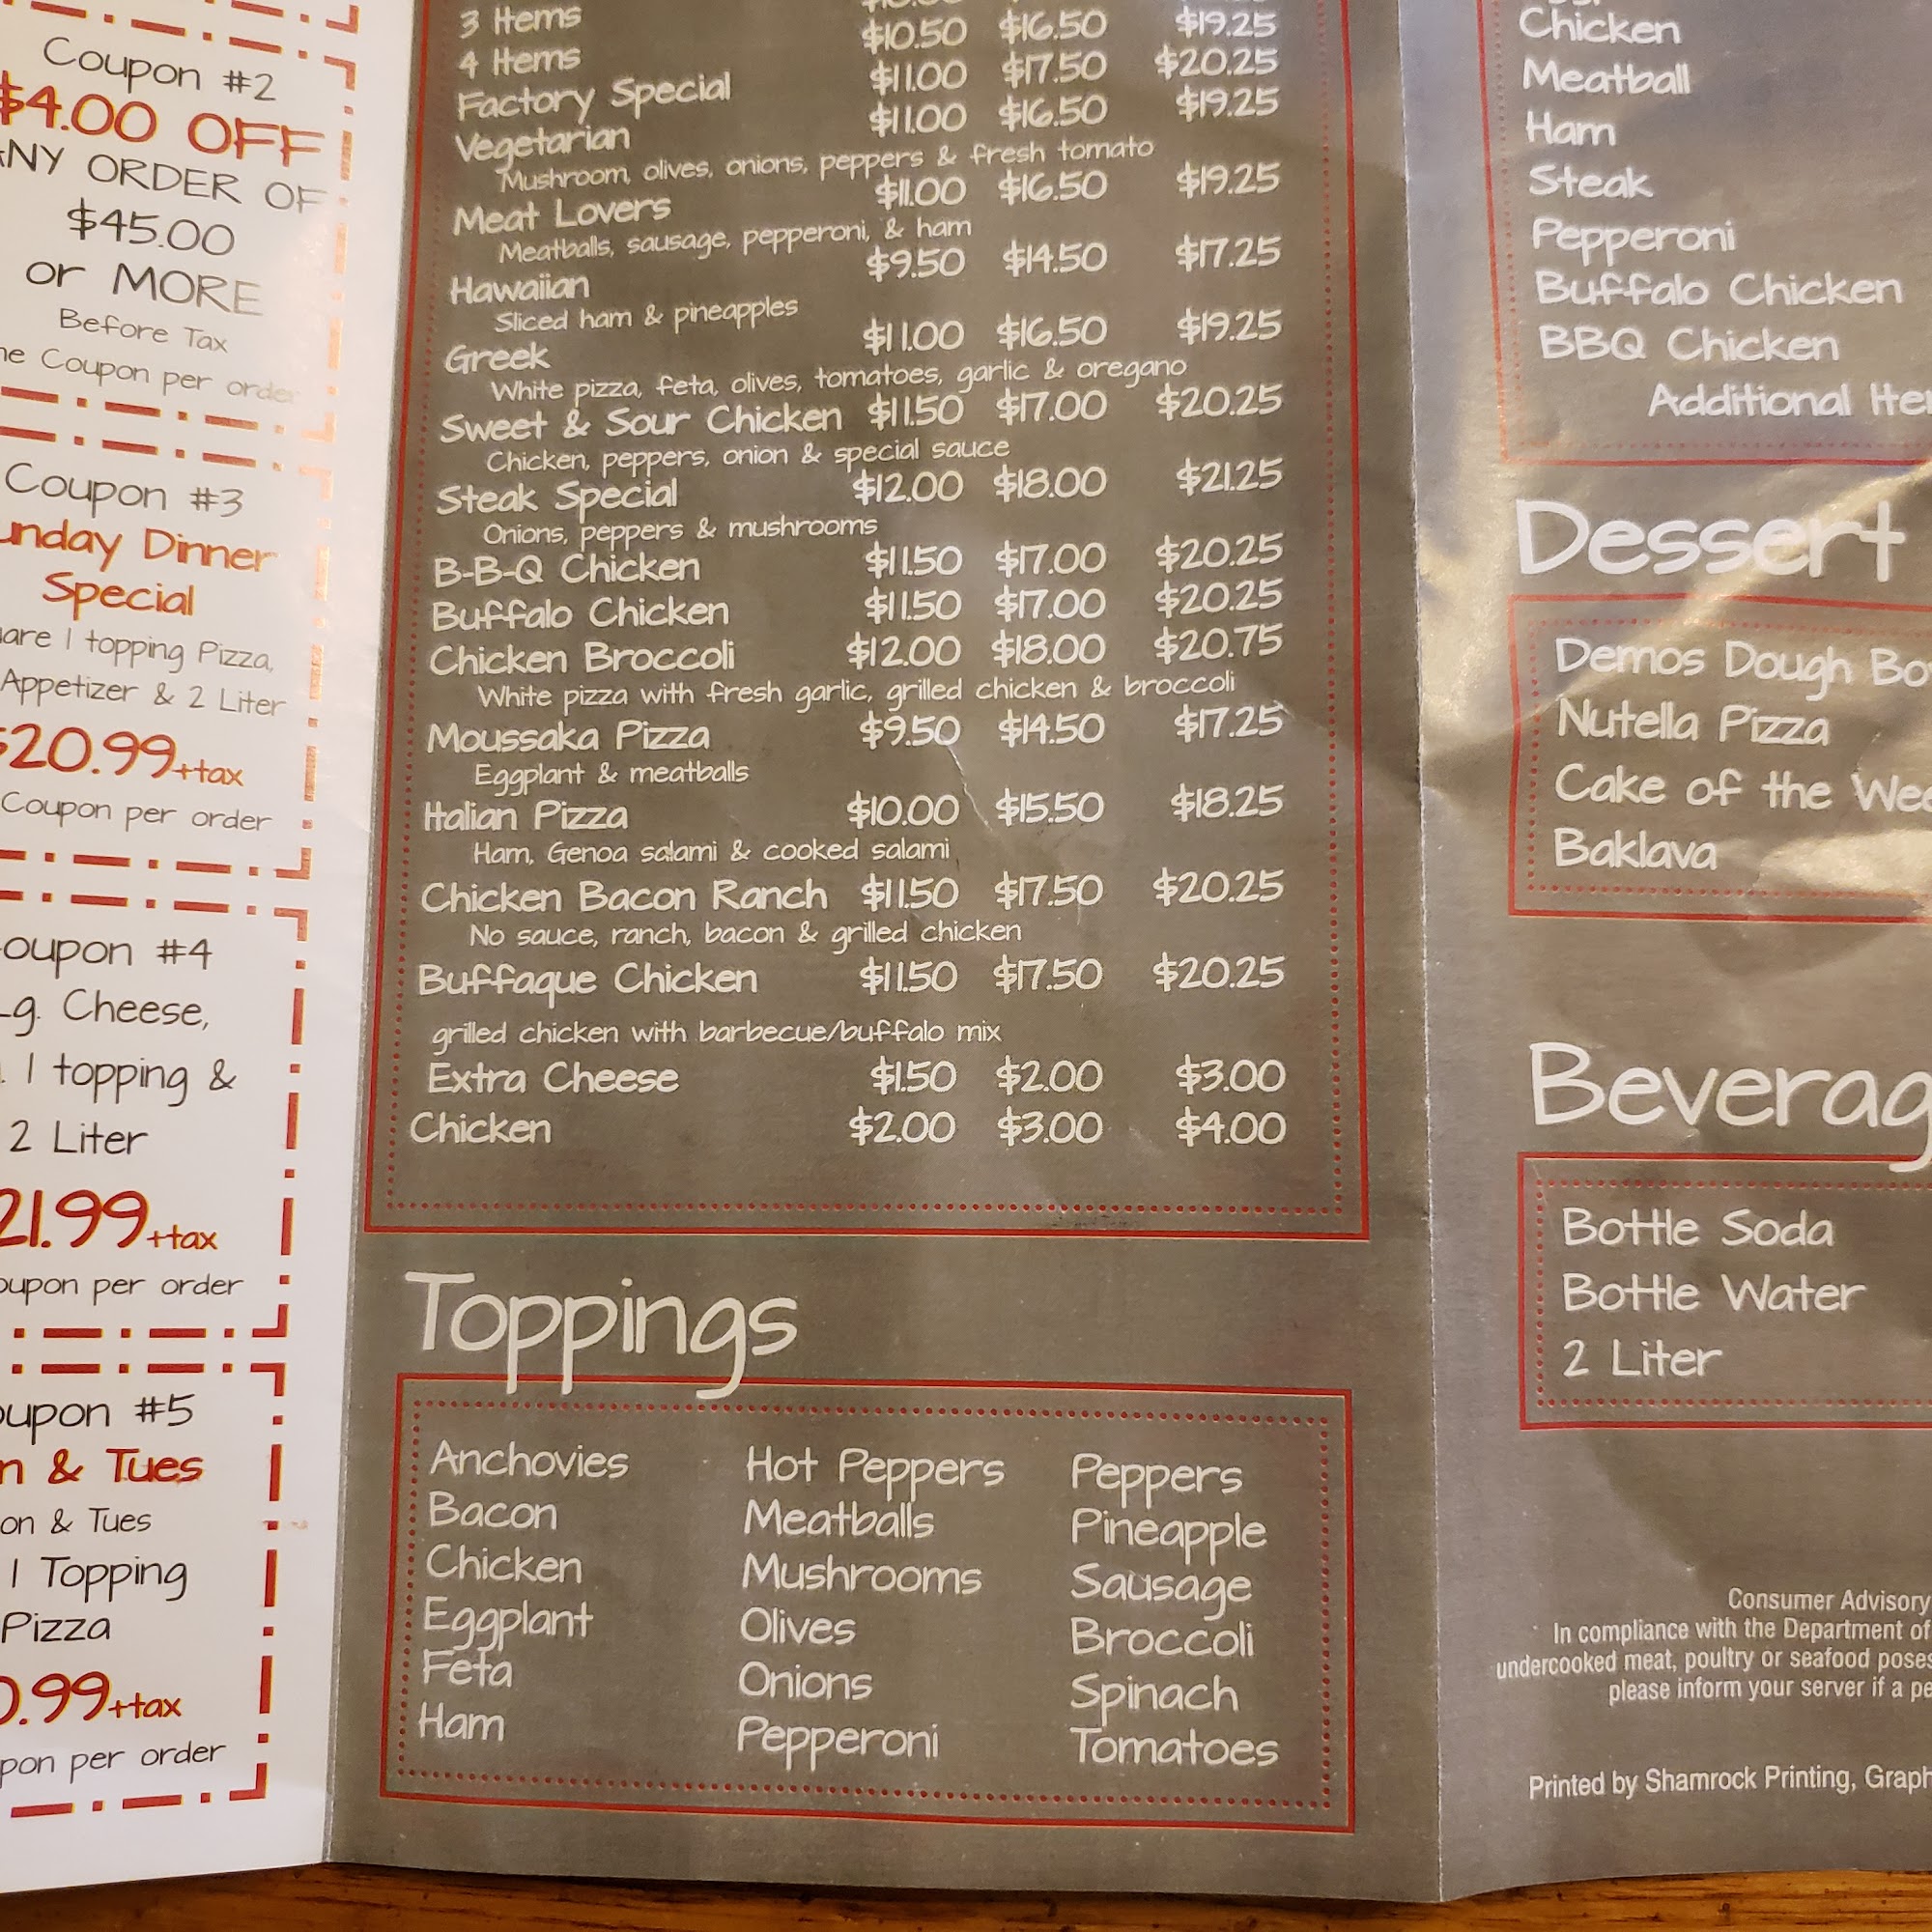 Coupon #2
$4.00 OFF
ANY ORDER OF
$45.00
or MORE
Before Tax
Coupon per order
Coupon #3
Dinner
Special
1 topping Pizza,
Appetizer & 2 Liter
$20.99+tax
Coupon per order
Coupon #4
Lg. Cheese,
1 topping &
2 Liter
21.99+tax
Coupon per order
Coupon #5
& Tues
& Tues
1 Topping
Pizza
.99+tax
per order
3 Items $10.50 $16.50 $19.25
4 Items $11.00 $17.50 $20.25
Factory Special $11.00 $16.50 $19.25
Vegetarian
Mushroom, olives, onions, peppers & fresh tomato
Meat Lovers $11.00 $16.50 $19.25
Meatballs, sausage, pepperoni, & ham
Hawaiian $9.50 $14.50 $17.25
Sliced ham & pineapples
Greek $11.00 $16.50 $19.25
White pizza, feta, olives, tomatoes, garlic & oregano
Sweet & Sour Chicken $11.50 $17.00 $20.25
Chicken, peppers, onion & special sauce
Steak Special $12.00 $18.00 $21.25
Onions, peppers & mushrooms
B-B-Q Chicken $11.50 $17.00 $20.25
Buffalo Chicken $11.50 $17.00 $20.25
Chicken Broccoli $12.00 $18.00 $20.75
White pizza with fresh garlic, grilled chicken & broccoli
Moussaka Pizza $9.50 $14.50 $17.25
Eggplant & meatballs
Italian Pizza $10.00 $15.50 $18.25
Ham, Genoa salami & cooked salami
Chicken Bacon Ranch $11.50 $17.50 $20.25
No sauce, ranch, bacon & grilled chicken
Buffaque Chicken $11.50 $17.50 $20.25
grilled chicken with barbecue/buffalo mix
Extra Cheese $1.50 $2.00 $3.00
Chicken $2.00 $3.00 $4.00
Toppings
Anchovies
Bacon
Chicken
Eggplant
Feta
Ham
Hot Peppers
Meatballs
Mushrooms
Olives
Onions
Pepperoni
Peppers
Pineapple
Sausage
Broccoli
Spinach
Tomatoes
Chicken
Meatball
Ham
Steak
Pepperoni
Buffalo Chicken
BBQ Chicken
Additional
Dessert
Demos Dough
Nutella Pizza
Cake of the
Baklava
Beverag
Bottle Soda
Bottle Water
2 Liter
Consumer Advisory
In compliance with the Department of
undercooked meat, poultry or seafood poses
please inform your server if a
Printed by Shamrock Printing, Graph